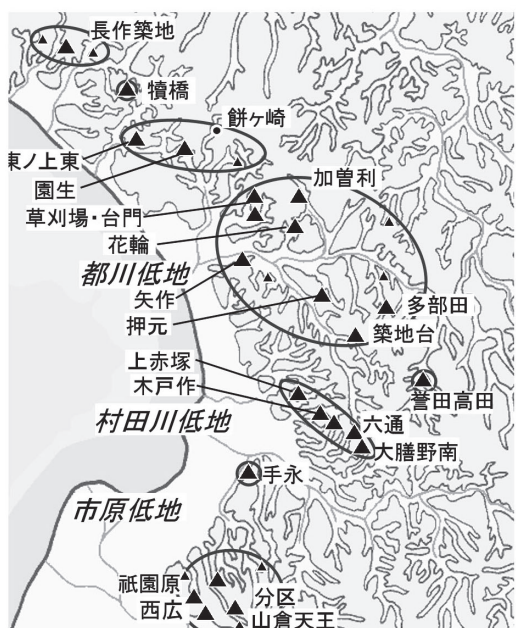 長作築地
犢橋
餅ヶ崎
東ノ上東
園生
加曽利
草刈場・台門
花輪
都川低地
矢作
押元
多部田
築地台
上赤塚
木戸作
誉田高田
村田川低地
六通
大膳野南
手永
市原低地
祇園原
西広
分区
山倉天王